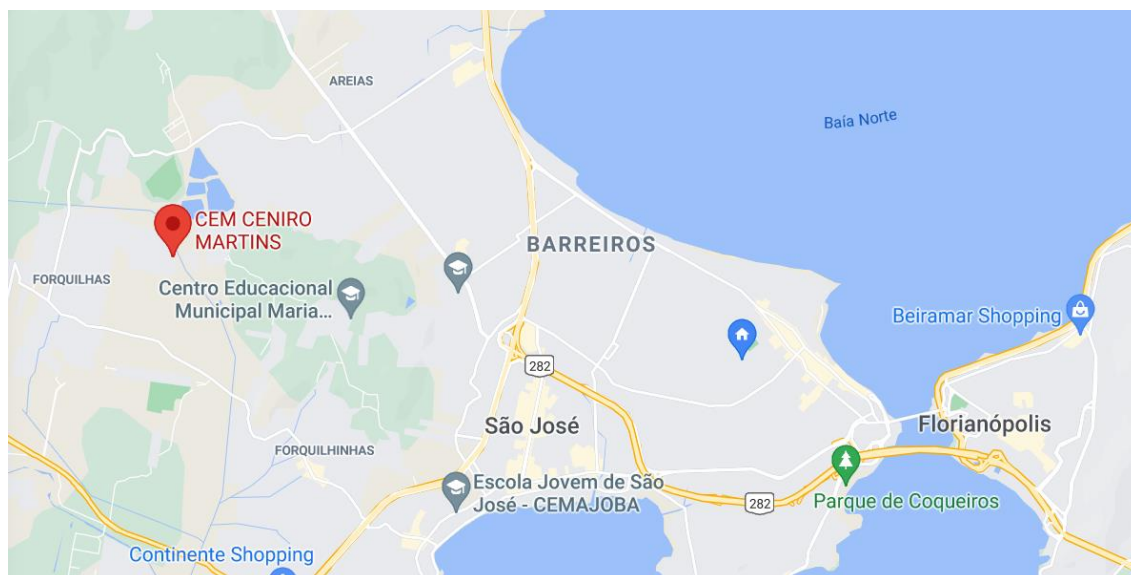 AREIAS
Baía Norte
CEM CENIRO
MARTINS
BARREIROS
FORQUILHAS
Centro Educacional
Municipal Maria...
Beiramar Shopping
282
São José
Florianópolis
FORQUILHINHAS
Escola Jovem de São
José - CEMAJOBA
282
Parque de Coqueiros
Continente Shopping